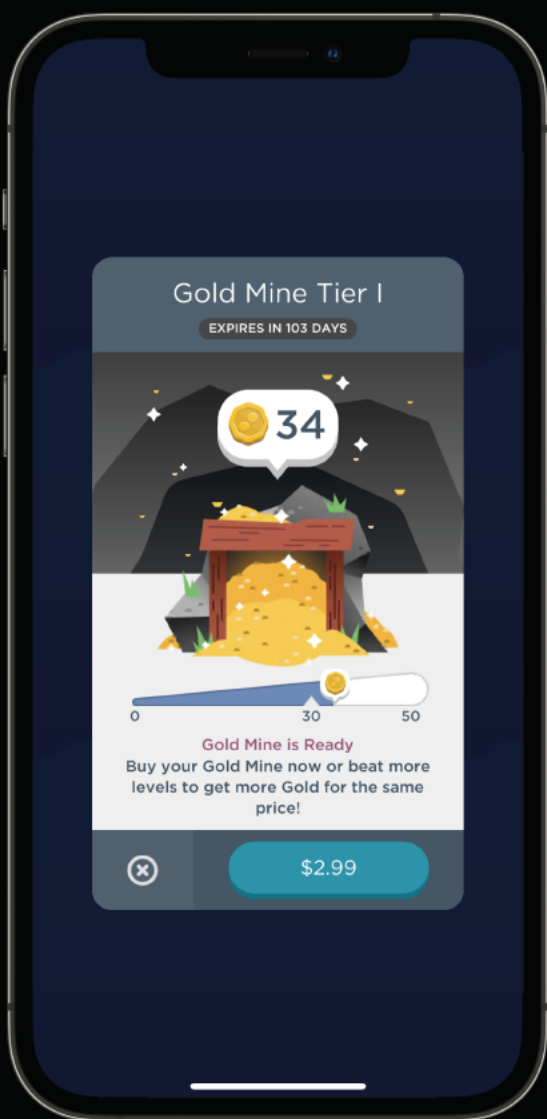 Gold Mine Tier I
EXPIRES IN 103 DAYS
34
0 30 50
Gold Mine is Ready
Buy your Gold Mine now or beat more
levels to get more Gold for the same
price!
$2.99